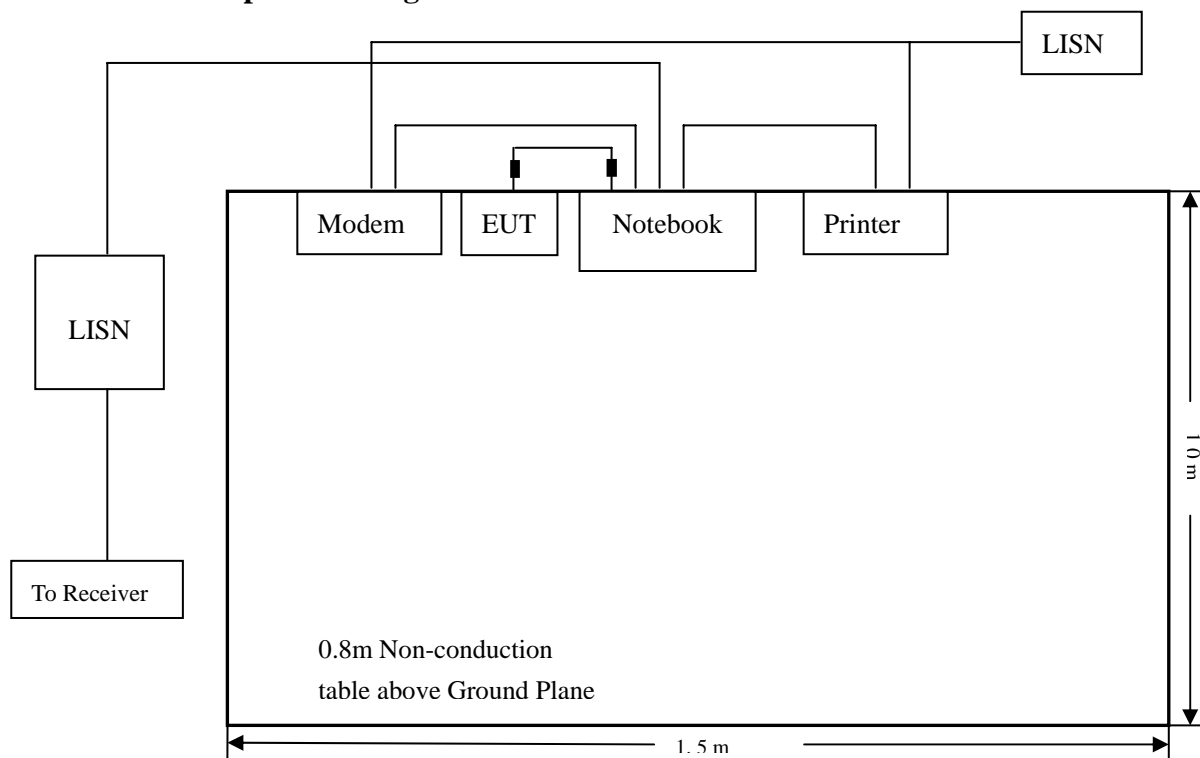 LISN
Modem
EUT
Notebook
Printer
LISN
1.0 m
To Receiver
0.8m Non-conduction
table above Ground Plane
1.5 m